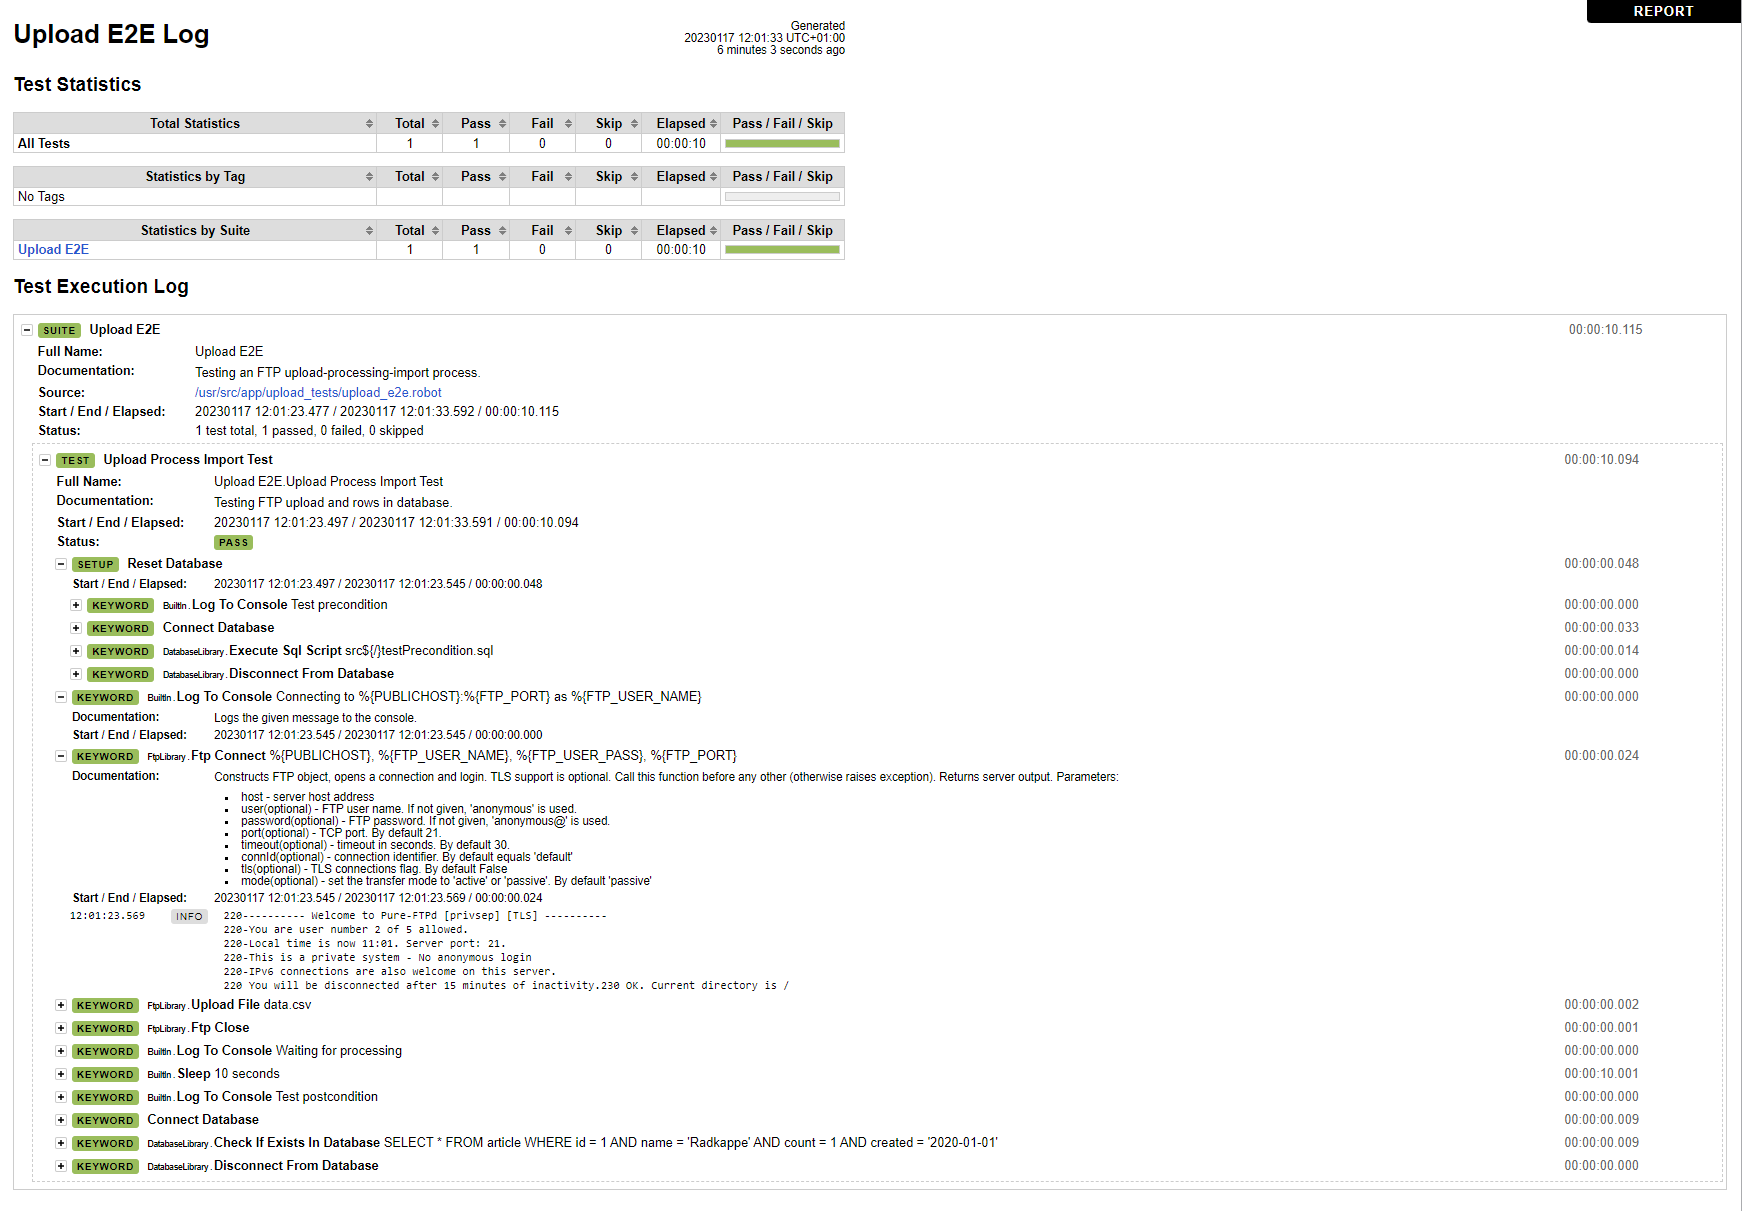 REPORT
Upload E2E Log
Generated
20230117 12:01:33 UTC+01:00
6 minutes 3 seconds ago
Test Statistics
Total Statistics Total Pass Fail Skip Elapsed Pass / Fail / Skip
All Tests 1 1 0 0 00:00:10
Statistics by Tag Total Pass Fail Skip Elapsed Pass / Fail / Skip
No Tags
Statistics by Suite Total Pass Fail Skip Elapsed Pass / Fail / Skip
Upload E2E 1 1 0 0 00:00:10
Test Execution Log
− SUITE Upload E2E 00:00:10.115
Full Name: Upload E2E
Documentation: Testing an FTP upload-processing-import process.
Source: /usr/src/app/upload_tests/upload_e2e.robot
Start / End / Elapsed: 20230117 12:01:23.477 / 20230117 12:01:33.592 / 00:00:10.115
Status: 1 test total, 1 passed, 0 failed, 0 skipped
− TEST Upload Process Import Test 00:00:10.094
Full Name: Upload E2E.Upload Process Import Test
Documentation: Testing FTP upload and rows in database.
Start / End / Elapsed: 20230117 12:01:23.497 / 20230117 12:01:33.591 / 00:00:10.094
Status: PASS
− SETUP Reset Database 00:00:00.048
Start / End / Elapsed: 20230117 12:01:23.497 / 20230117 12:01:23.545 / 00:00:00.048
+ KEYWORD BuiltIn.Log To Console Test precondition 00:00:00.000
+ KEYWORD Connect Database 00:00:00.033
+ KEYWORD DatabaseLibrary.Execute Sql Script src${/}testPrecondition.sql 00:00:00.014
+ KEYWORD DatabaseLibrary.Disconnect From Database 00:00:00.000
− KEYWORD BuiltIn.Log To Console Connecting to %{PUBLICHOST}:%{FTP_PORT} as %{FTP_USER_NAME} 00:00:00.000
Documentation: Logs the given message to the console.
Start / End / Elapsed: 20230117 12:01:23.545 / 20230117 12:01:23.545 / 00:00:00.000
− KEYWORD FtpLibrary.Ftp Connect %{PUBLICHOST}, %{FTP_USER_NAME}, %{FTP_USER_PASS}, %{FTP_PORT} 00:00:00.024
Documentation: Constructs FTP object, opens a connection and login. TLS support is optional. Call this function before any other (otherwise raises exception). Returns server output. Parameters:
▪ host - server host address
▪ user(optional) - FTP user name. If not given, 'anonymous' is used.
▪ password(optional) - FTP password. If not given, 'anonymous@' is used.
▪ port(optional) - TCP port. By default 21.
▪ timeout(optional) - timeout in seconds. By default 30.
▪ connId(optional) - connection identifier. By default equals 'default'
▪ tls(optional) - TLS connections flag. By default False
▪ mode(optional) - set the transfer mode to 'active' or 'passive'. By default 'passive'
Start / End / Elapsed: 20230117 12:01:23.545 / 20230117 12:01:23.569 / 00:00:00.024
12:01:23.569 INFO 220---------- Welcome to Pure-FTPd [privsep] [TLS] ----------
220-You are user number 2 of 5 allowed.
220-Local time is now 11:01. Server port: 21.
220-This is a private system - No anonymous login
220-IPv6 connections are also welcome on this server.
220 You will be disconnected after 15 minutes of inactivity.230 OK. Current directory is /
+ KEYWORD FtpLibrary.Upload File data.csv 00:00:00.002
+ KEYWORD FtpLibrary.Ftp Close 00:00:00.001
+ KEYWORD BuiltIn.Log To Console Waiting for processing 00:00:00.000
+ KEYWORD BuiltIn.Sleep 10 seconds 00:00:10.001
+ KEYWORD BuiltIn.Log To Console Test postcondition 00:00:00.000
+ KEYWORD Connect Database 00:00:00.009
+ KEYWORD DatabaseLibrary.Check If Exists In Database SELECT * FROM article WHERE id = 1 AND name = 'Radkappe' AND count = 1 AND created = '2020-01-01' 00:00:00.009
+ KEYWORD DatabaseLibrary.Disconnect From Database 00:00:00.000